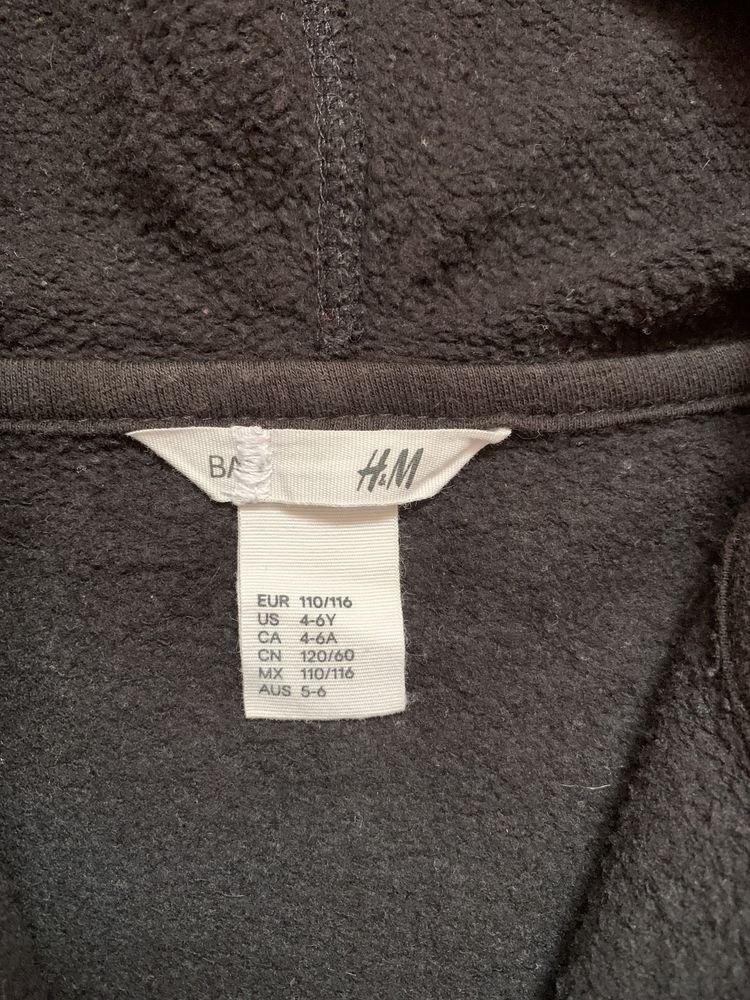 BA
H&M
EUR 110/116
US 4-6Y
CA 4-6A
CN 120/60
MX 110/116
AUS 5-6